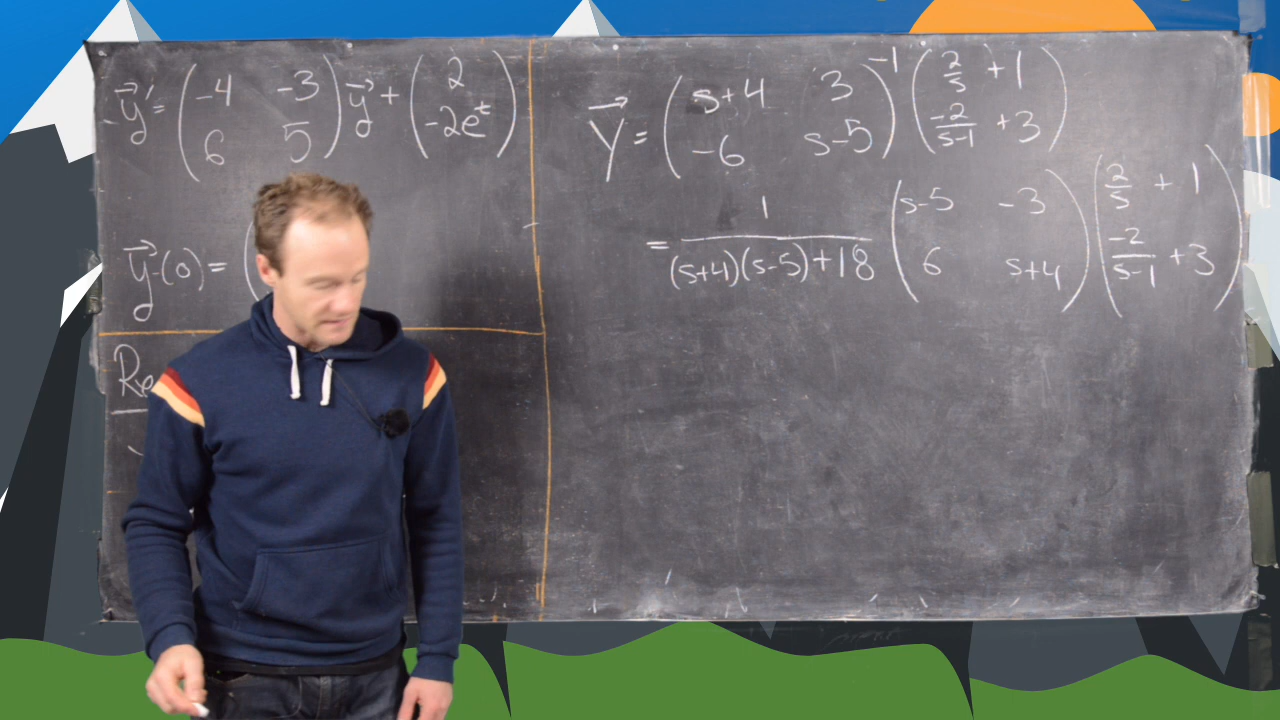 y⃗' = ( -4 -3 ; 6 5 ) y⃗ + ( 2 ; -2e^t )
y⃗(0) = (
Y⃗ = ( s+4 3 ; -6 s-5 )^-1 ( 2/s + 1 ; -2/(s-1) + 3 )
= 1/((s+4)(s-5)+18) ( s-5 -3 ; 6 s+4 ) ( 2/s + 1 ; -2/(s-1) + 3 )